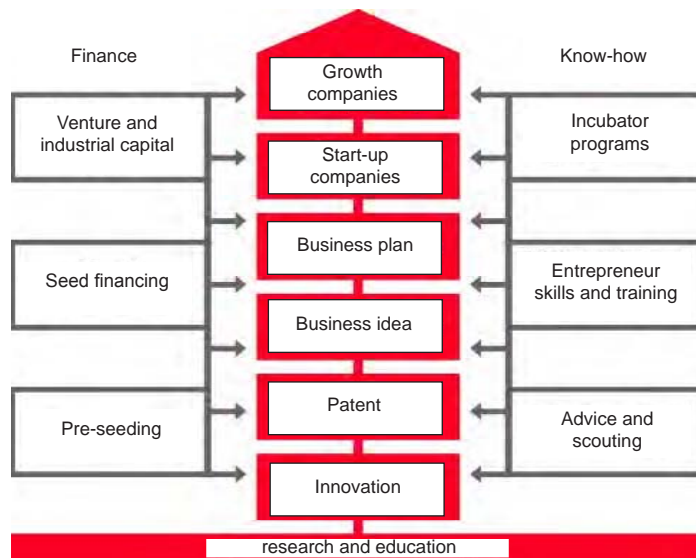 Finance
Know-how
Growth
companies
Venture and
industrial capital
Incubator
programs
Start-up
companies
Business plan
Seed financing
Entrepreneur
skills and training
Business idea
Patent
Pre-seeding
Advice and
scouting
Innovation
research and education